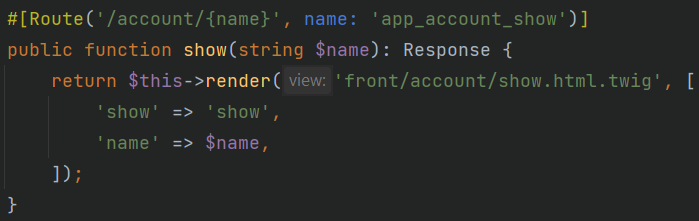 #[Route('/account/{name}', name: 'app_account_show')]
public function show(string $name): Response {
    return $this->render( view: 'front/account/show.html.twig', [
        'show' => 'show',
        'name' => $name,
    ]);
}